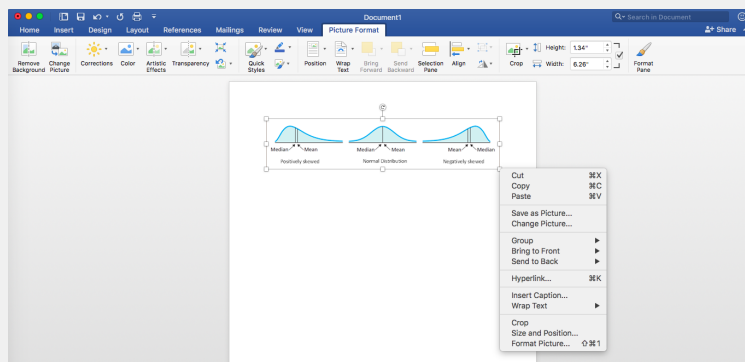 Document1
Search in Document
Home Insert Design Layout References Mailings Review View Picture Format
Share
Remove Background
Change Picture
Corrections
Color
Artistic Effects
Transparency
Quick Styles
Position
Wrap Text
Bring Forward
Send Backward
Selection Pane
Align
Crop
Height: 1.34"
Width: 6.26"
Format Pane
Median Mean
Median Mean
Mean Median
Positively skewed
Normal Distribution
Negatively skewed
Cut ⌘X
Copy ⌘C
Paste ⌘V
Save as Picture...
Change Picture...
Group
Bring to Front
Send to Back
Hyperlink... ⌘K
Insert Caption...
Wrap Text
Crop
Size and Position...
Format Picture... ⇧⌘1